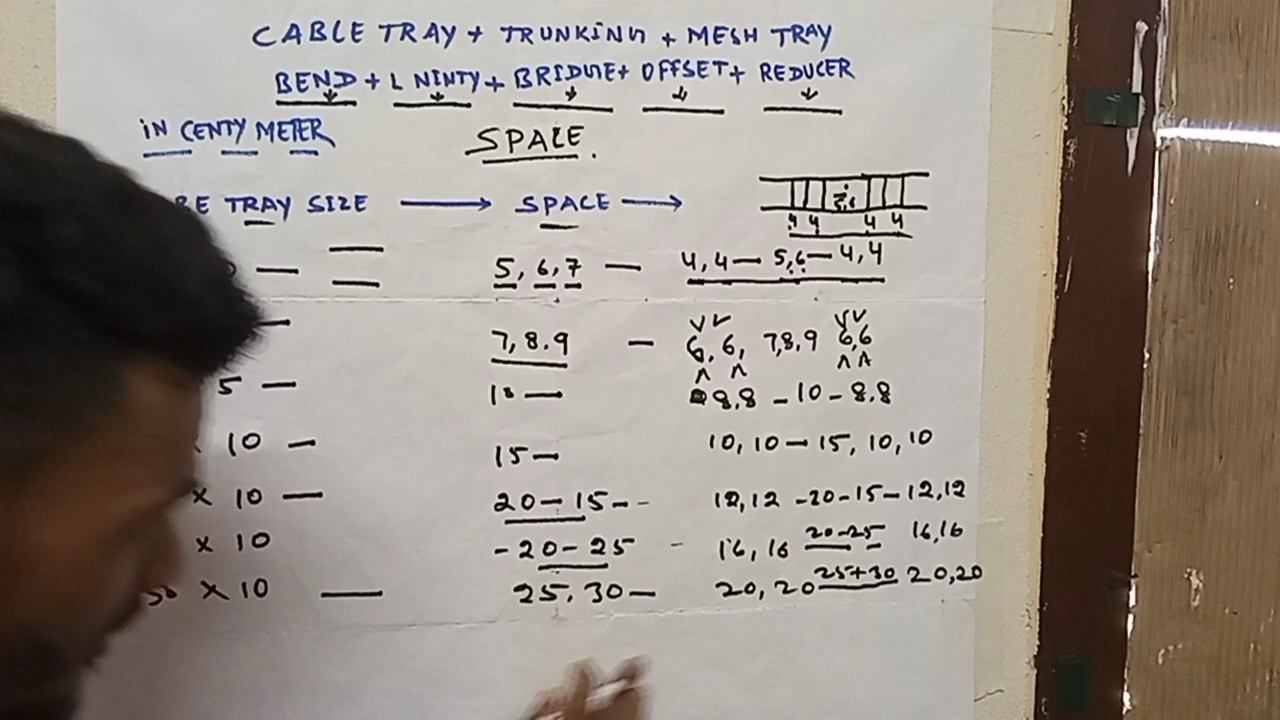 CABLE TRAY + TRUNKING + MESH TRAY
BEND + L NINTY + BRIDGE + OFFSET + REDUCER
IN CENTY METER
SPACE.
TRAY SIZE → SPACE →
4 4 4 4
5, 6, 7 — 4, 4 — 5,6 — 4, 4
7, 8.9 — 6, 6, 7,8,9 6,6
5 — 10 — 8,8 - 10 - 8,8
10 — 15 — 10, 10 — 15, 10, 10
x 10 — 20 — 15 - - 12, 12 - 20 - 15 - 12,12
x 10 - 20 - 25 - 16, 16 20-25 16,16
x 10 — 25, 30 — 20, 20 25+30 20,20